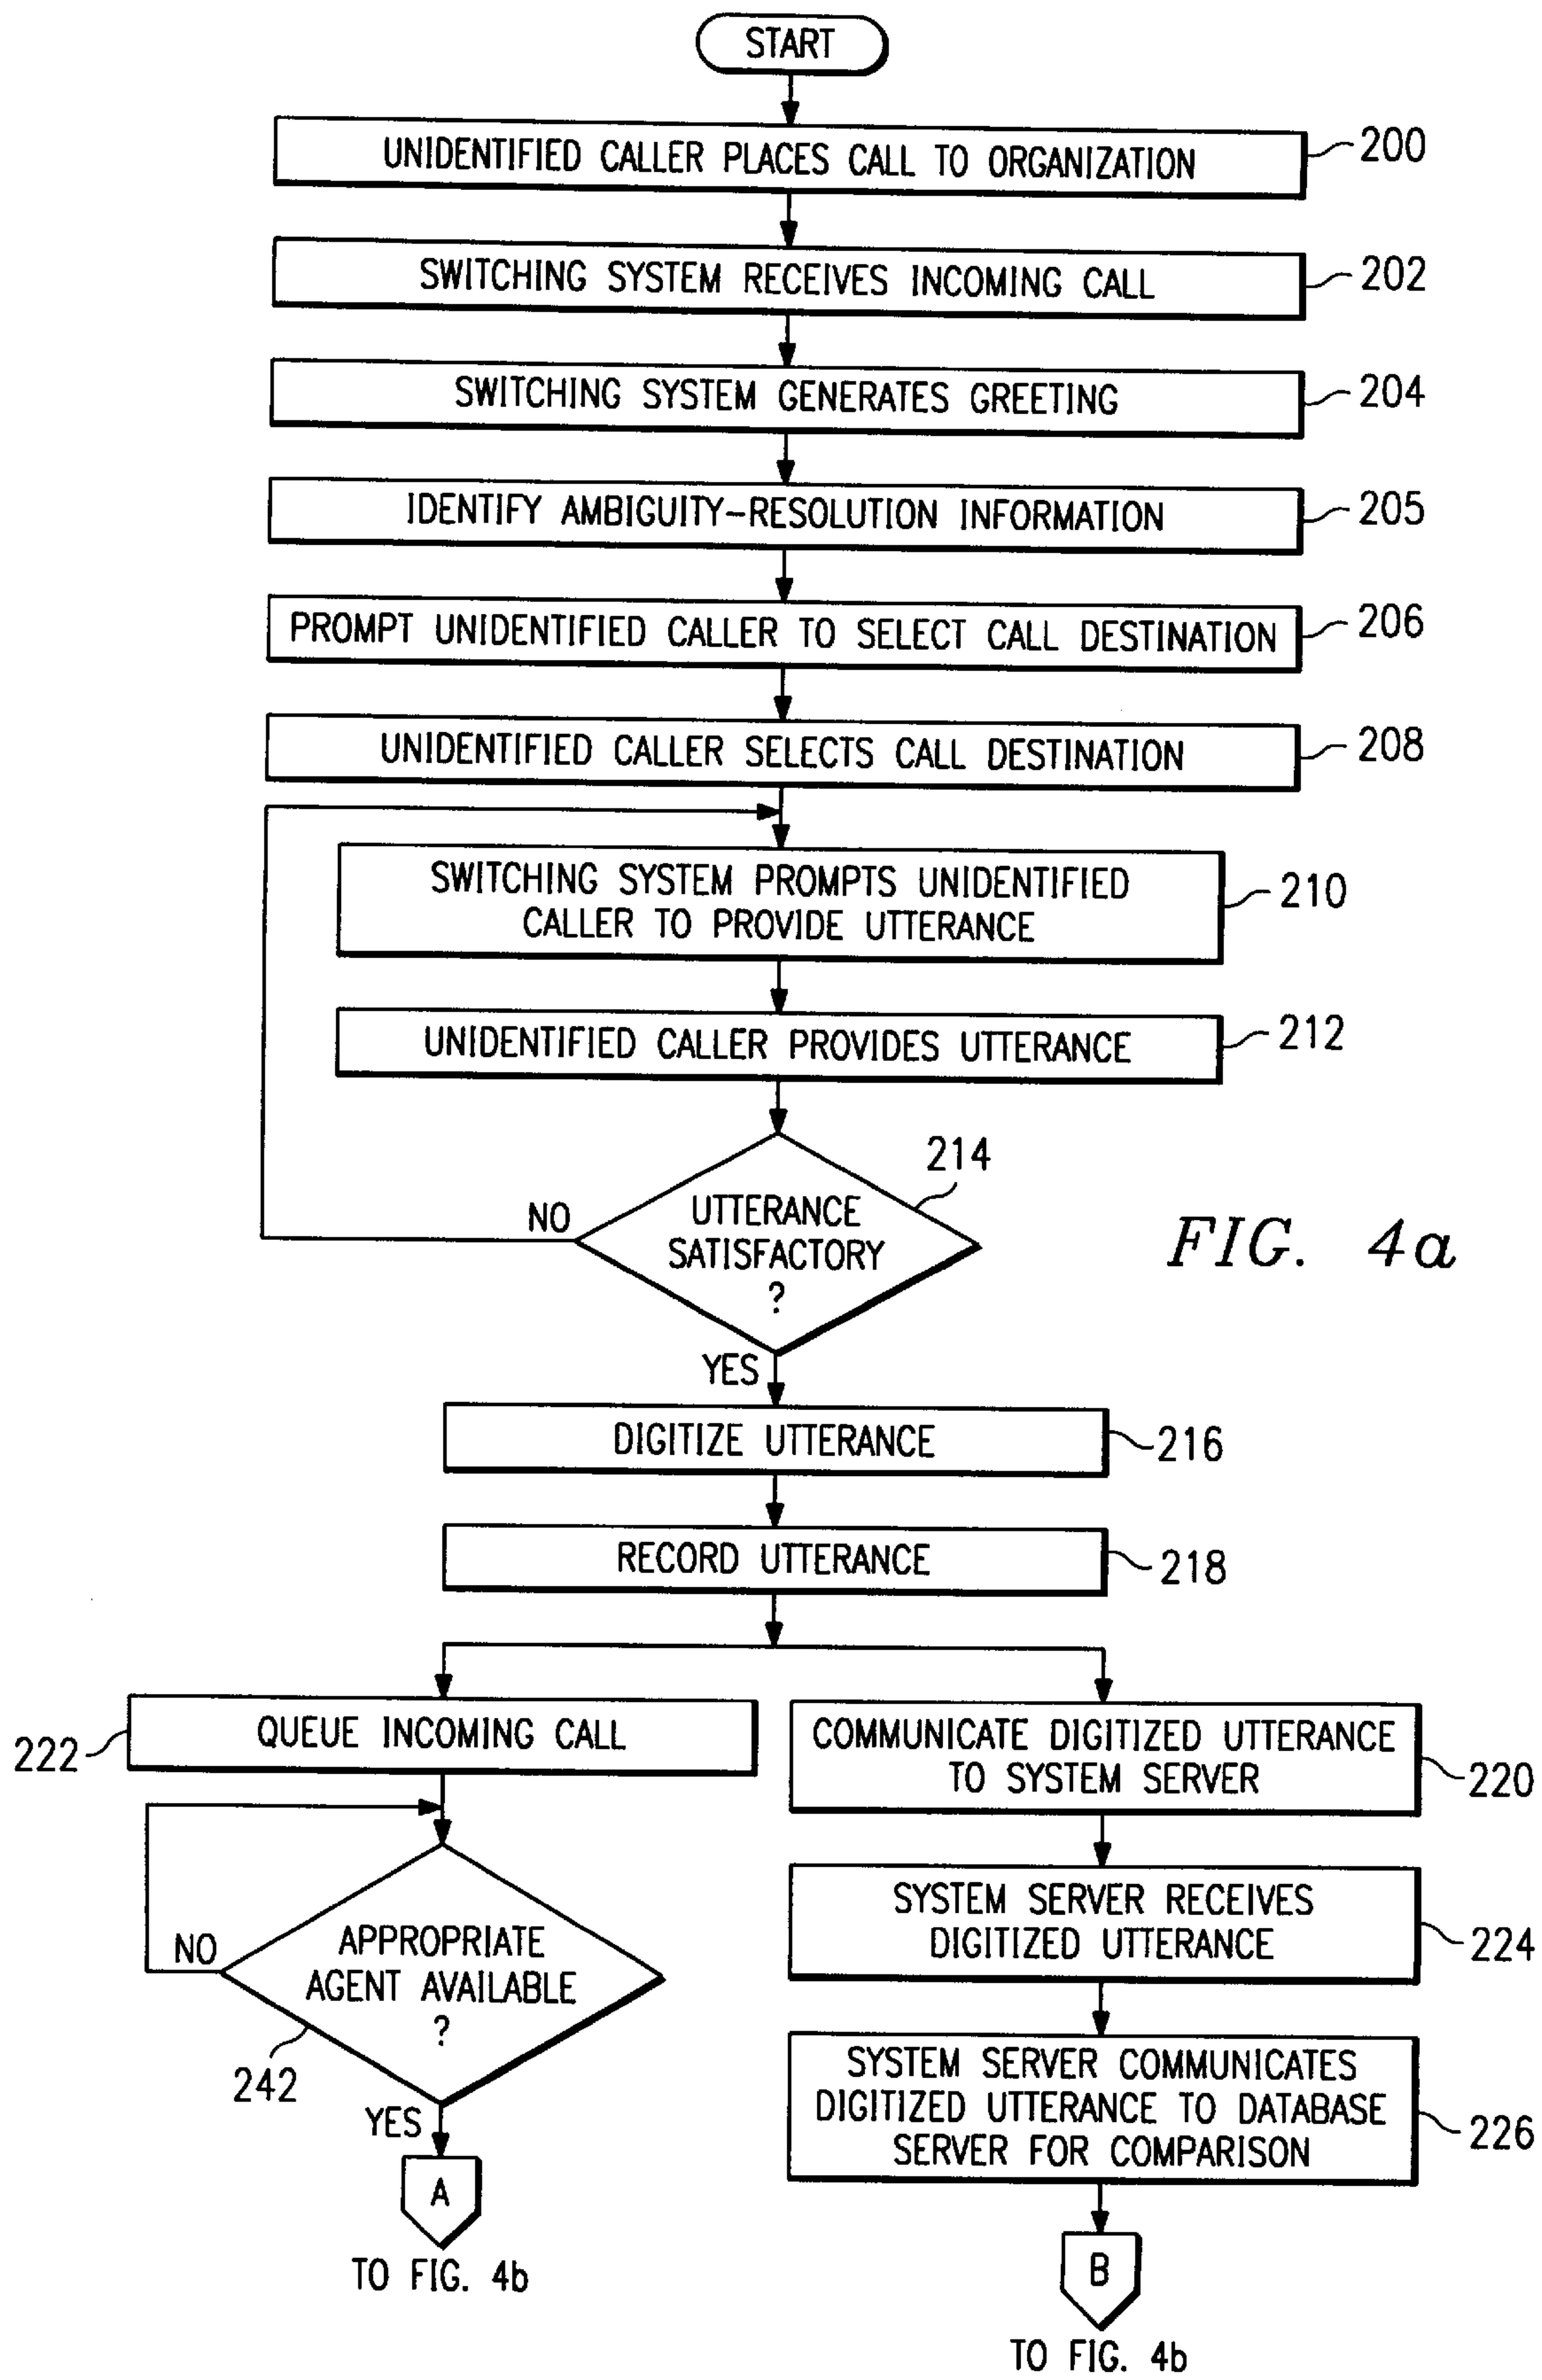 START
UNIDENTIFIED CALLER PLACES CALL TO ORGANIZATION
200
SWITCHING SYSTEM RECEIVES INCOMING CALL
202
SWITCHING SYSTEM GENERATES GREETING
204
IDENTIFY AMBIGUITY-RESOLUTION INFORMATION
205
PROMPT UNIDENTIFIED CALLER TO SELECT CALL DESTINATION
206
UNIDENTIFIED CALLER SELECTS CALL DESTINATION
208
SWITCHING SYSTEM PROMPTS UNIDENTIFIED
CALLER TO PROVIDE UTTERANCE
210
UNIDENTIFIED CALLER PROVIDES UTTERANCE
212
214
UTTERANCE
SATISFACTORY
?
NO
FIG. 4a
YES
DIGITIZE UTTERANCE
216
RECORD UTTERANCE
218
QUEUE INCOMING CALL
222
COMMUNICATE DIGITIZED UTTERANCE
TO SYSTEM SERVER
220
SYSTEM SERVER RECEIVES
DIGITIZED UTTERANCE
224
NO
APPROPRIATE
AGENT AVAILABLE
?
242
YES
SYSTEM SERVER COMMUNICATES
DIGITIZED UTTERANCE TO DATABASE
SERVER FOR COMPARISON
226
A
TO FIG. 4b
B
TO FIG. 4b